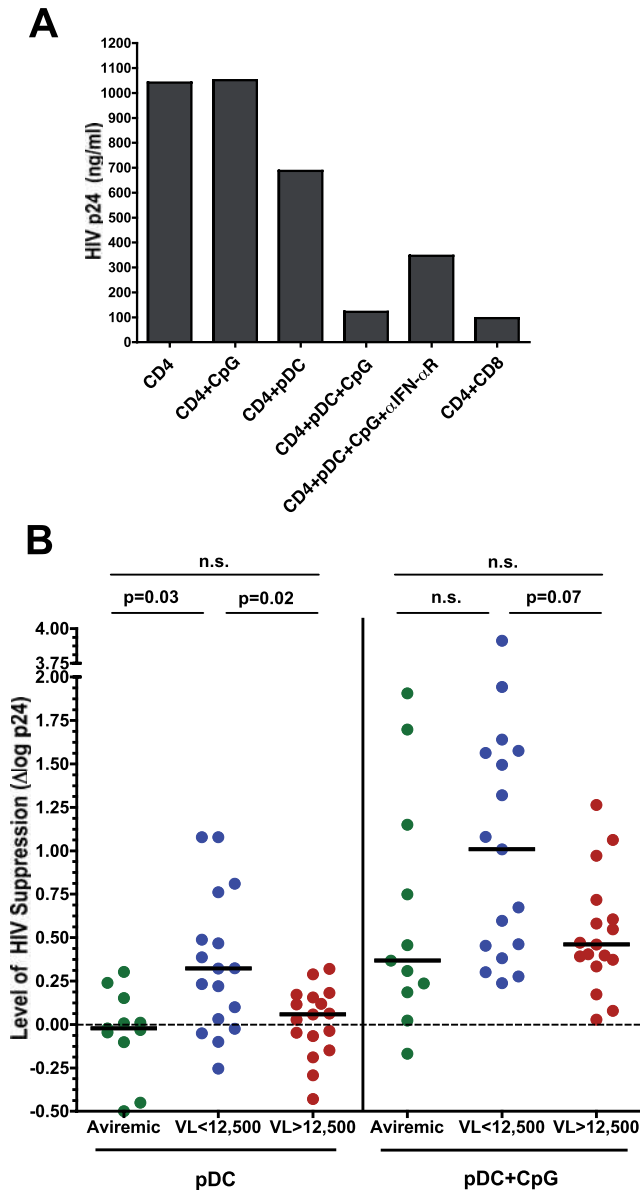 A
1200
1100
1000
900
800
700
600
500
400
300
200
100
0
HIV p24 (ng/ml)
CD4
CD4+CpG
CD4+pDC
CD4+pDC+CpG
CD4+pDC+CpG+αIFN-αR
CD4+CD8
B
n.s.
n.s.
p=0.03
p=0.02
n.s.
p=0.07
4.00
3.75
2.00
1.75
1.50
1.25
1.00
0.75
0.50
0.25
0.00
-0.25
-0.50
Level of HIV Suppression (Δlog p24)
Aviremic
VL<12,500
VL>12,500
Aviremic
VL<12,500
VL>12,500
pDC
pDC+CpG